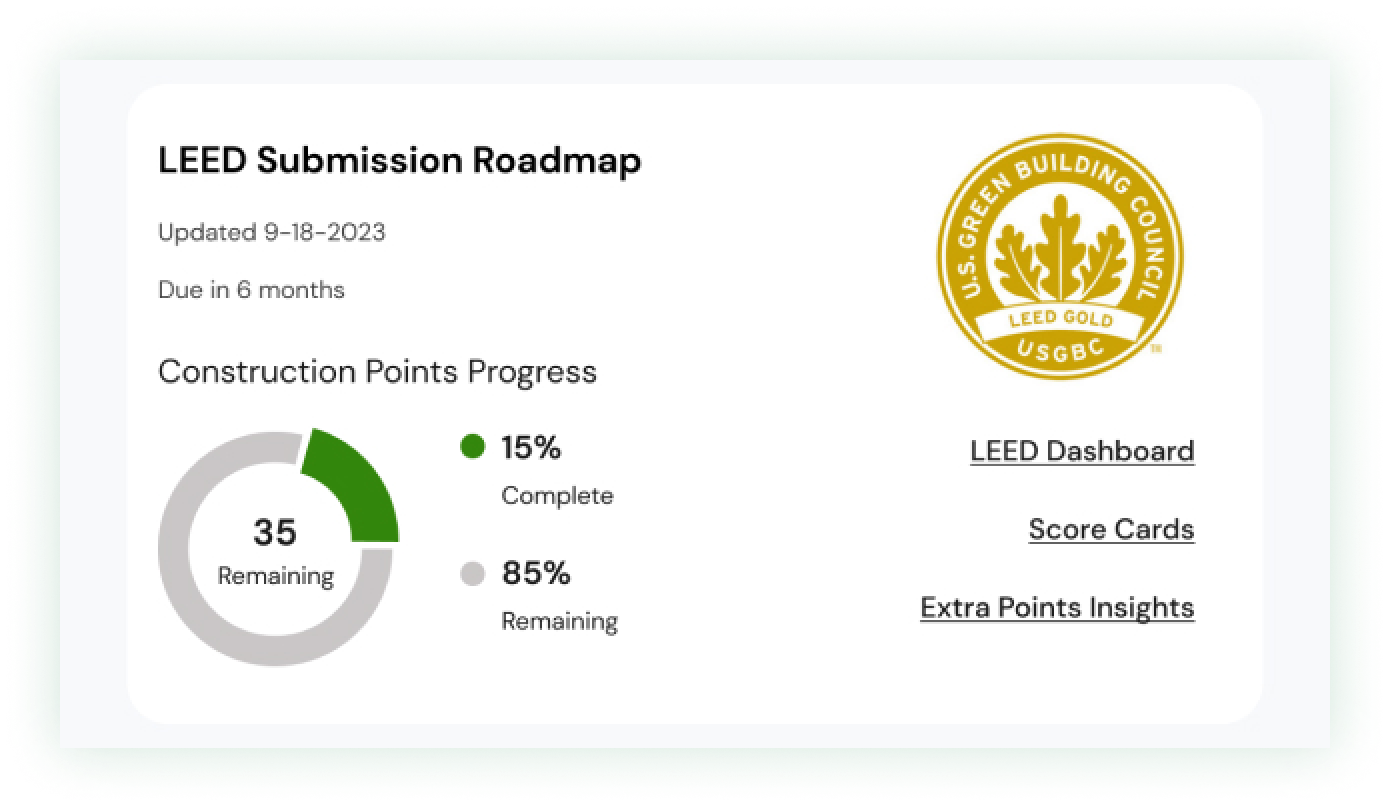 LEED Submission Roadmap
Updated 9-18-2023
Due in 6 months
Construction Points Progress
35
Remaining
15%
Complete
85%
Remaining
U.S. GREEN BUILDING COUNCIL
LEED GOLD
USGBC
TM
LEED Dashboard
Score Cards
Extra Points Insights